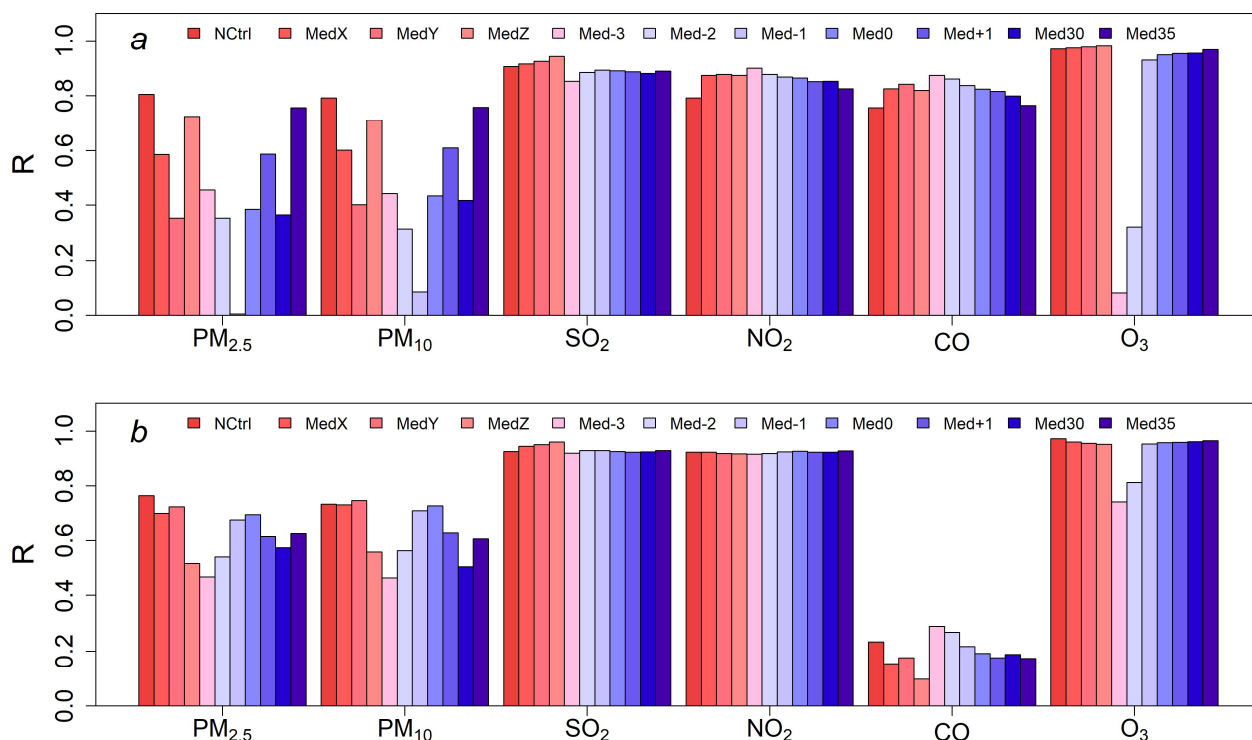 a NCtrl MedX MedY MedZ Med-3 Med-2 Med-1 Med0 Med+1 Med30 Med35
R
1.0
0.8
0.6
0.4
0.2
0.0
PM2.5 PM10 SO2 NO2 CO O3
b NCtrl MedX MedY MedZ Med-3 Med-2 Med-1 Med0 Med+1 Med30 Med35
R
1.0
0.8
0.6
0.4
0.2
0.0
PM2.5 PM10 SO2 NO2 CO O3